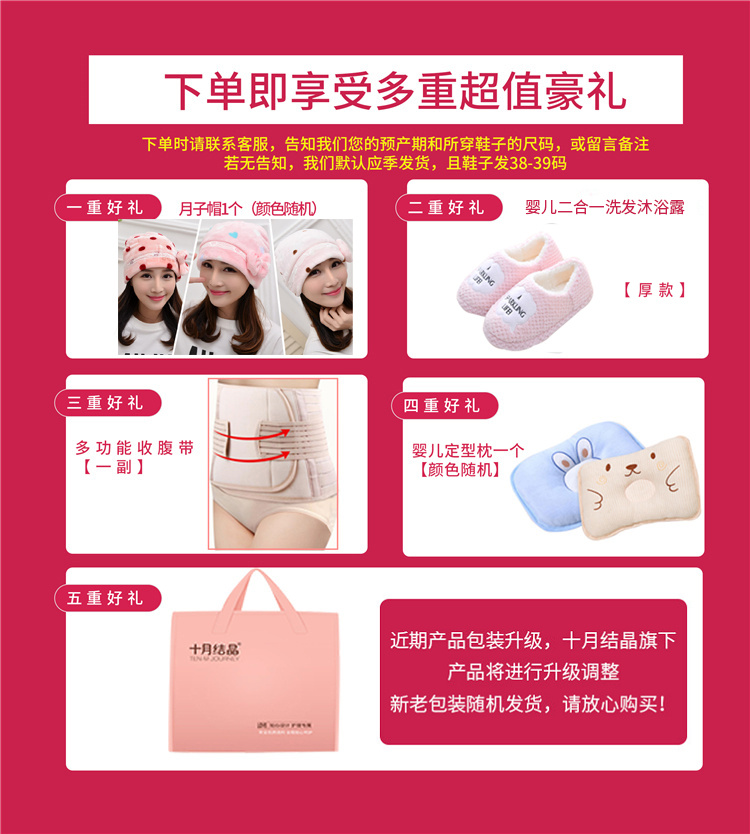 下单即享受多重超值豪礼
下单时请联系客服，告知我们您的预产期和所穿鞋子的尺码，或留言备注
若无告知，我们默认应季发货，且鞋子发38-39码
一重好礼
月子帽1个（颜色随机）
二重好礼
婴儿二合一洗发沐浴露
【厚款】
三重好礼
多功能收腹带
【一副】
四重好礼
婴儿定型枕一个
【颜色随机】
五重好礼
十月结晶®
TEN-M JOURNEY
近期产品包装升级，十月结晶旗下
产品将进行升级调整
新老包装随机发货，请放心购买！